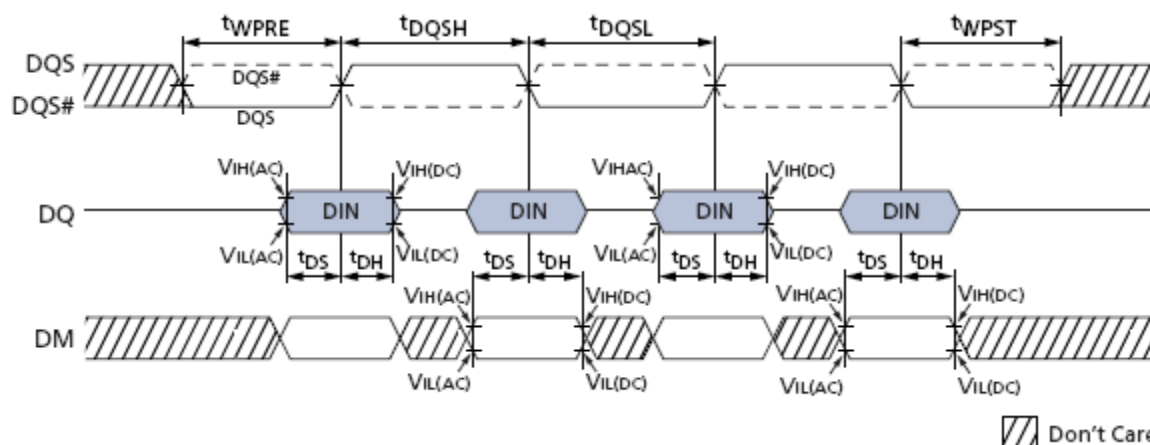 tWPRE tDQSH tDQSL tWPST
DQS
DQS#
DQS# DQS
VIH(AC) VIH(DC) VIHAC) VIH(DC)
DQ DIN DIN DIN DIN
VIL(AC) VIL(DC) VIL(AC) VIL(DC)
tDS tDH tDS tDH tDS tDH tDS tDH
VIH(AC) VIH(DC) VIH(AC) VIH(DC)
DM
VIL(AC) VIL(DC) VIL(AC) VIL(DC)
Don't Care